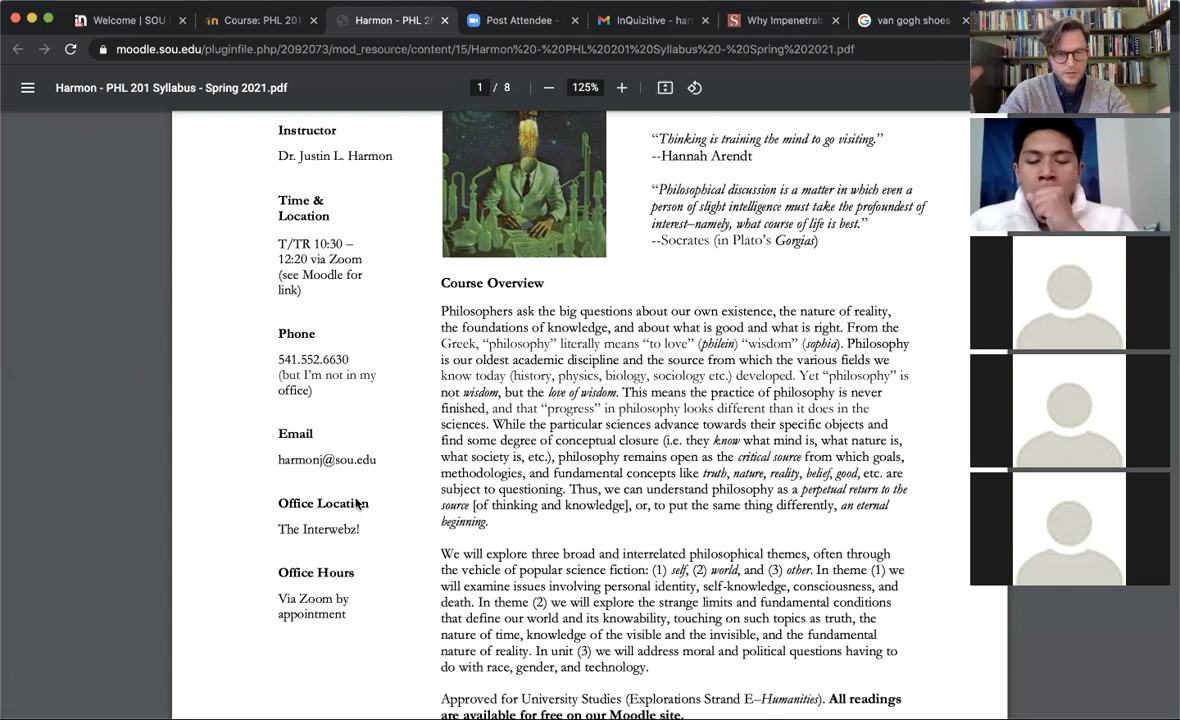 Welcome | SOU
Course: PHL 201
Harmon - PHL 2
Post Attendee -
InQuizitive - har
Why Impenetrab
van gogh shoes
moodle.sou.edu/pluginfile.php/2092073/mod_resource/content/15/Harmon%20-%20PHL%20201%20Syllabus%20-%20Spring%202021.pdf
Harmon - PHL 201 Syllabus - Spring 2021.pdf
1 / 8
125%
Instructor
Dr. Justin L. Harmon
Time &
Location
T/TR 10:30 –
12:20 via Zoom
(see Moodle for
link)
Phone
541.552.6630
(but I’m not in my
office)
Email
harmonj@sou.edu
Office Location
The Interwebz!
Office Hours
Via Zoom by
appointment
“Thinking is training the mind to go visiting.”
--Hannah Arendt
“Philosophical discussion is a matter in which even a
person of slight intelligence must take the profoundest of
interest–namely, what course of life is best.”
--Socrates (in Plato’s Gorgias)
Course Overview
Philosophers ask the big questions about our own existence, the nature of reality,
the foundations of knowledge, and about what is good and what is right. From the
Greek, “philosophy” literally means “to love” (philein) “wisdom” (sophia). Philosophy
is our oldest academic discipline and the source from which the various fields we
know today (history, physics, biology, sociology etc.) developed. Yet “philosophy” is
not wisdom, but the love of wisdom. This means the practice of philosophy is never
finished, and that “progress” in philosophy looks different than it does in the
sciences. While the particular sciences advance towards their specific objects and
find some degree of conceptual closure (i.e. they know what mind is, what nature is,
what society is, etc.), philosophy remains open as the critical source from which goals,
methodologies, and fundamental concepts like truth, nature, reality, belief, good, etc. are
subject to questioning. Thus, we can understand philosophy as a perpetual return to the
source [of thinking and knowledge], or, to put the same thing differently, an eternal
beginning.
We will explore three broad and interrelated philosophical themes, often through
the vehicle of popular science fiction: (1) self, (2) world, and (3) other. In theme (1) we
will examine issues involving personal identity, self-knowledge, consciousness, and
death. In theme (2) we will explore the strange limits and fundamental conditions
that define our world and its knowability, touching on such topics as truth, the
nature of time, knowledge of the visible and the invisible, and the fundamental
nature of reality. In unit (3) we will address moral and political questions having to
do with race, gender, and technology.
Approved for University Studies (Explorations Strand E–Humanities). All readings
are available for free on our Moodle site.